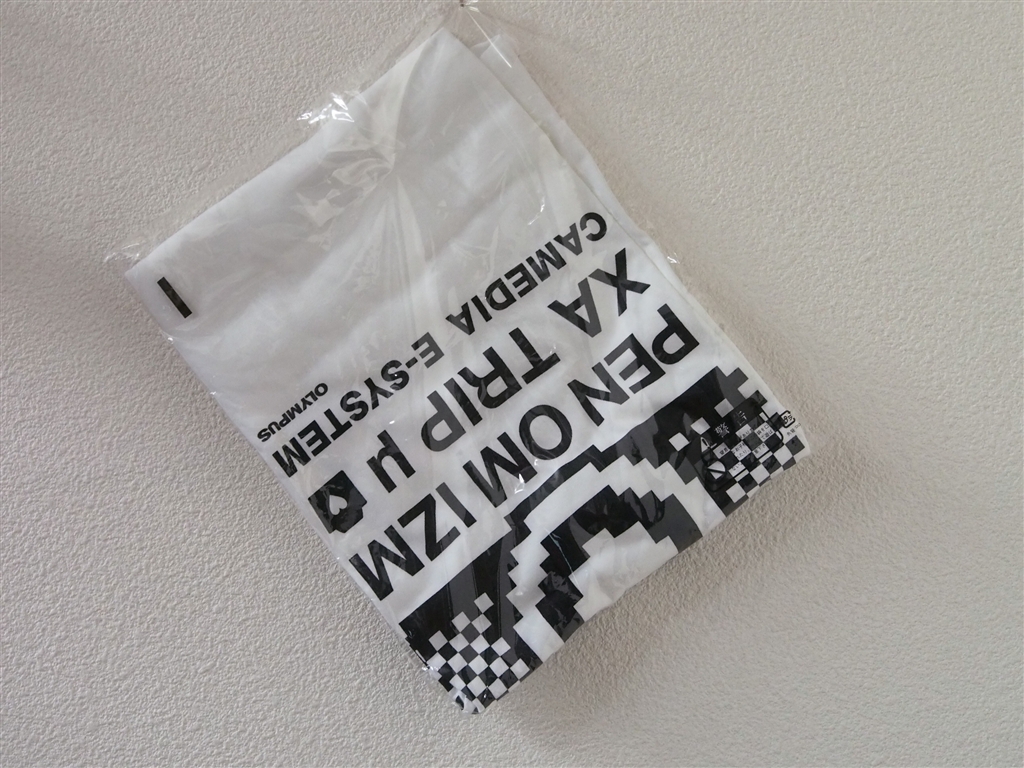 PEN OM IZM
XA TRIP μ
CAMEDIA E-SYSTEM
OLYMPUS